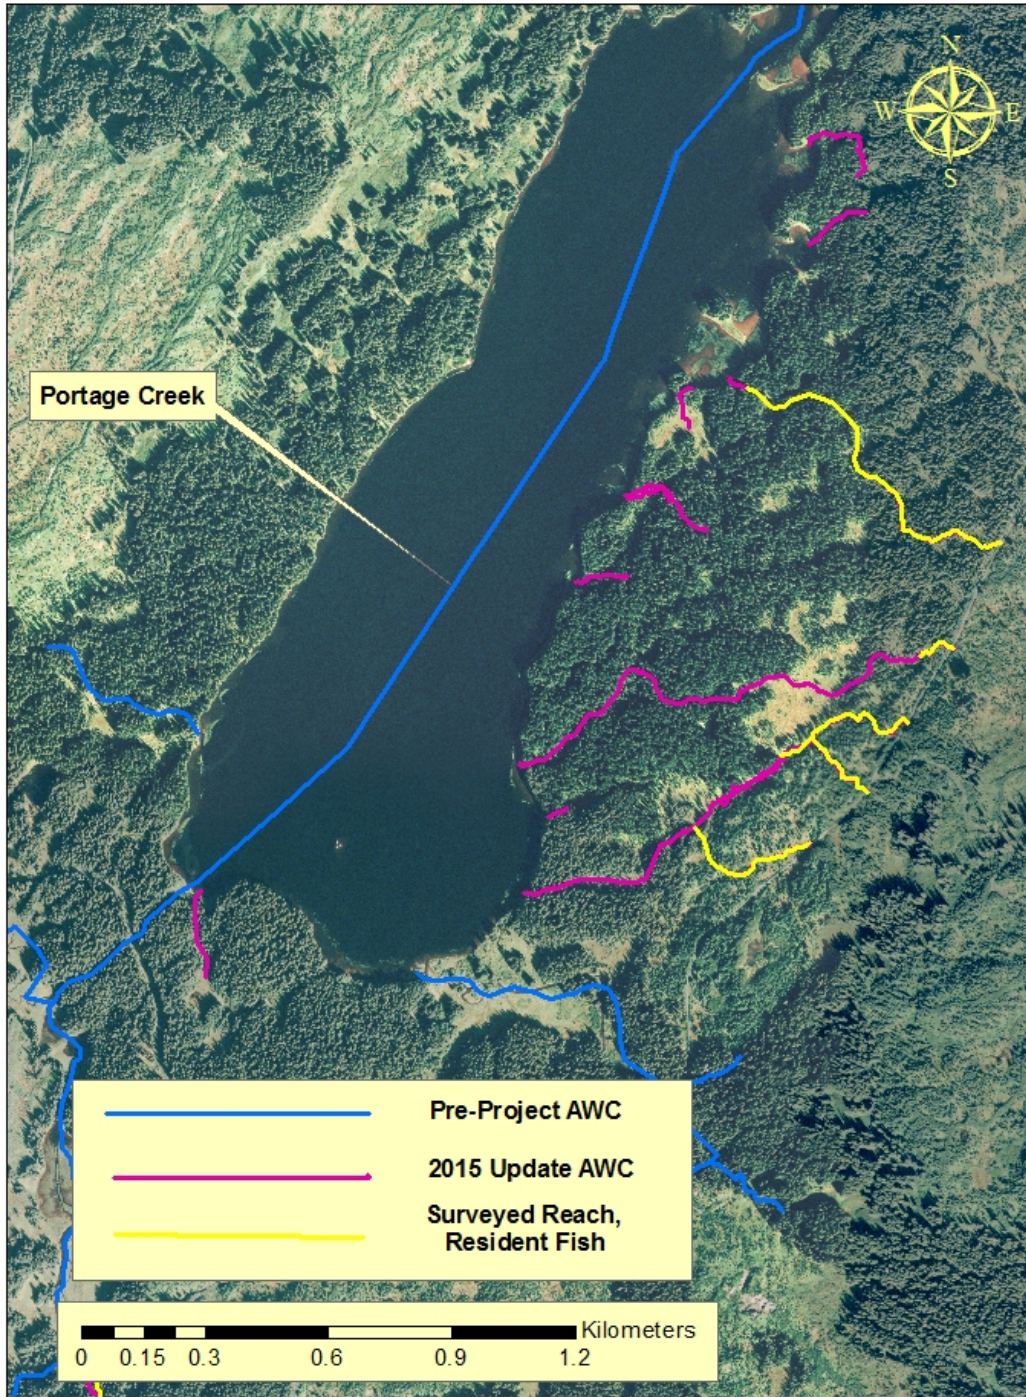 N
W E
S
Portage Creek
Pre-Project AWC
2015 Update AWC
Surveyed Reach,
Resident Fish
Kilometers
0 0.15 0.3 0.6 0.9 1.2